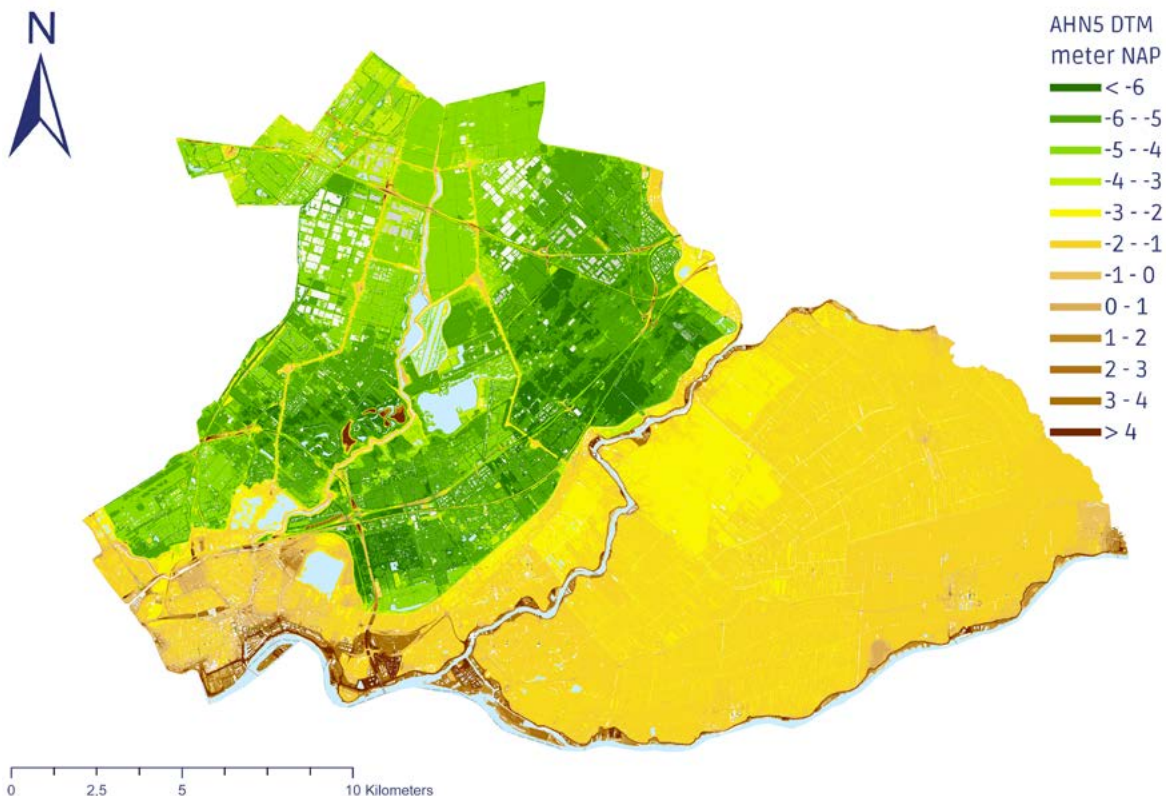 N
AHN5 DTM
meter NAP
< -6
-6 - -5
-5 - -4
-4 - -3
-3 - -2
-2 - -1
-1 - 0
0 - 1
1 - 2
2 - 3
3 - 4
> 4
0 2,5 5 10 Kilometers